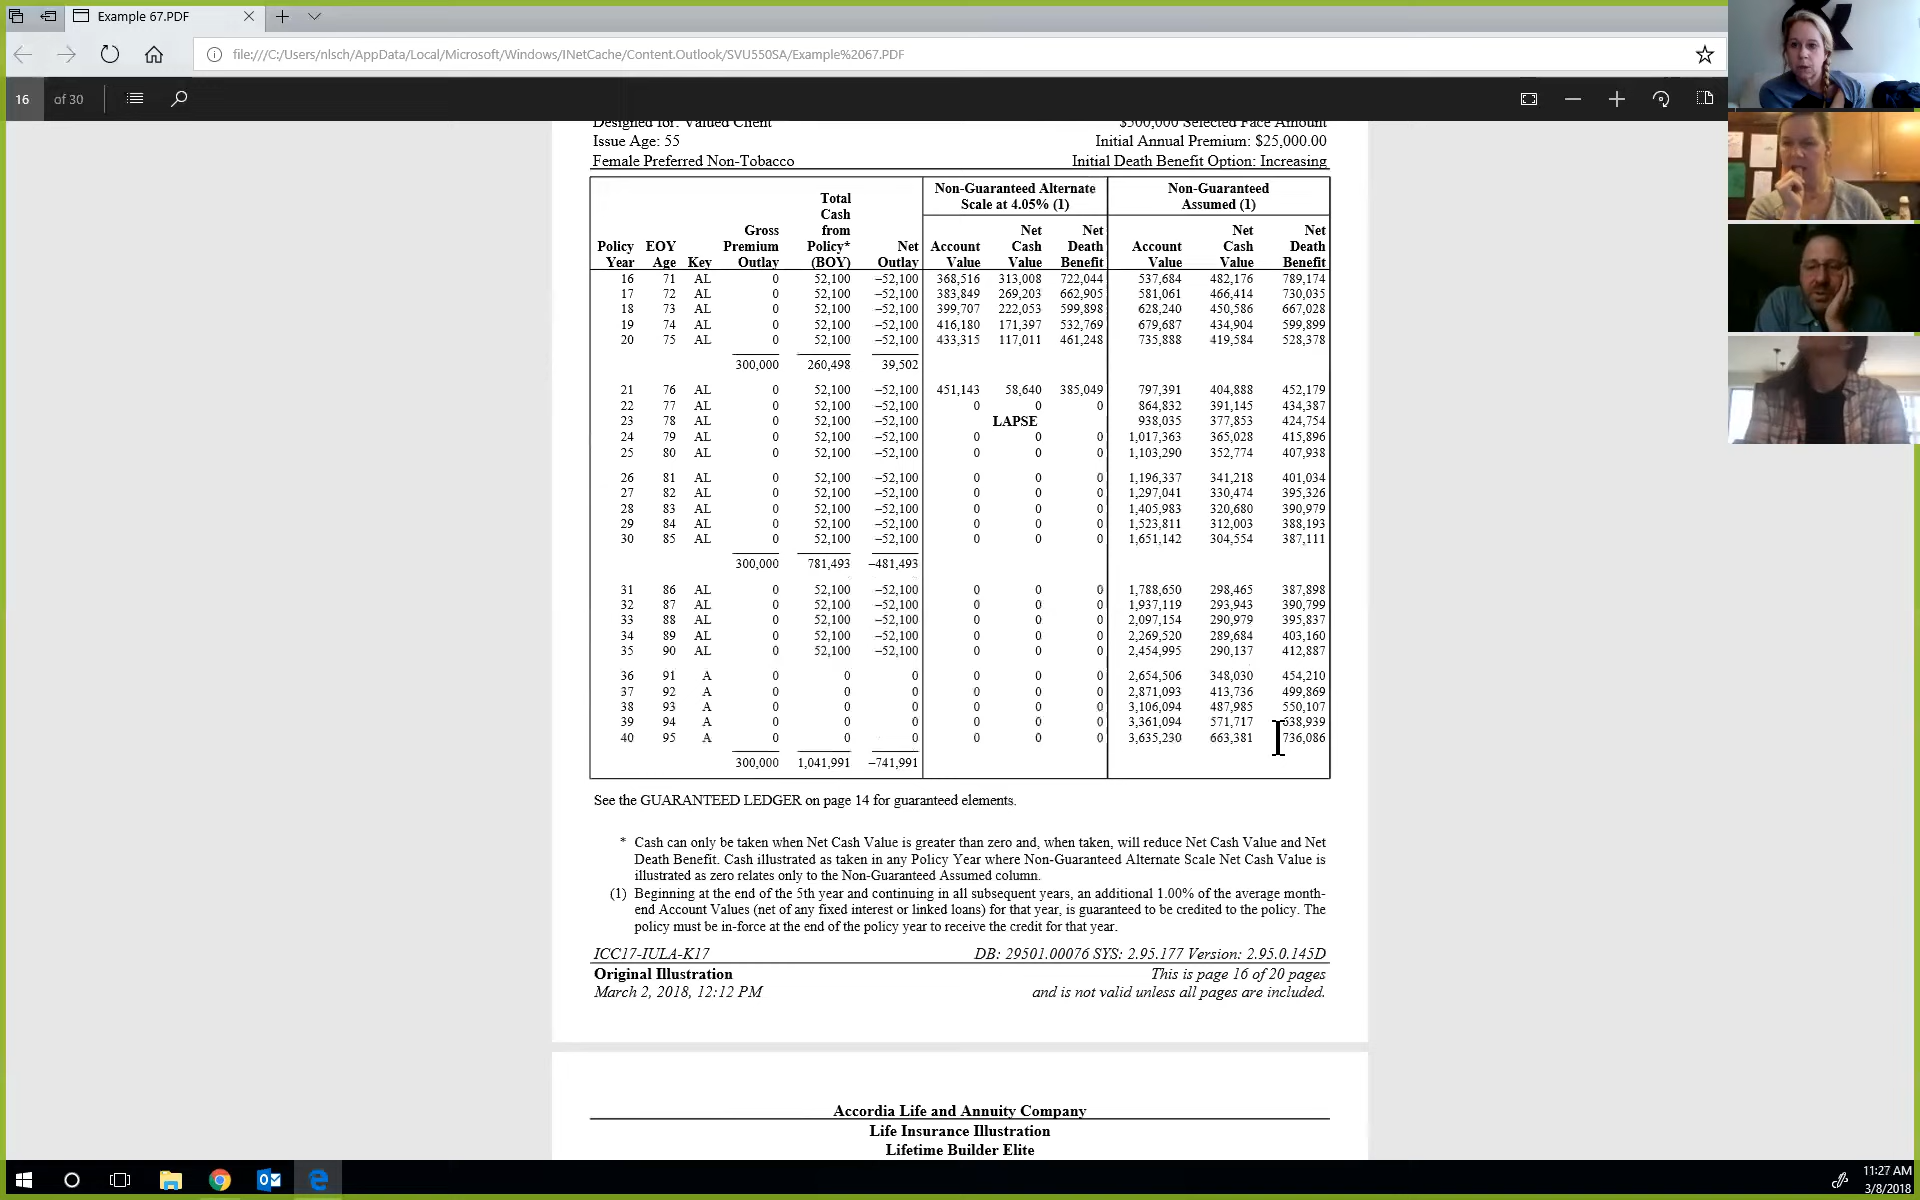 Example 67.PDF
file:///C:/Users/nlsch/AppData/Local/Microsoft/Windows/INetCache/Content.Outlook/SVU550SA/Example%2067.PDF
16 of 30
Designed for: Valued Client $500,000 Selected Face Amount
Issue Age: 55 Initial Annual Premium: $25,000.00
Female Preferred Non-Tobacco Initial Death Benefit Option: Increasing
Non-Guaranteed Alternate Non-Guaranteed
Scale at 4.05% (1) Assumed (1)
Total
Cash
Gross from Net Net Net Net
Policy EOY Premium Policy* Net Account Cash Death Account Cash Death
Year Age Key Outlay (BOY) Outlay Value Value Benefit Value Value Benefit
16 71 AL 0 52,100 –52,100 368,516 313,008 722,044 537,684 482,176 789,174
17 72 AL 0 52,100 –52,100 383,849 269,203 662,905 581,061 466,414 730,035
18 73 AL 0 52,100 –52,100 399,707 222,053 599,898 628,240 450,586 667,028
19 74 AL 0 52,100 –52,100 416,180 171,397 532,769 679,687 434,904 599,899
20 75 AL 0 52,100 –52,100 433,315 117,011 461,248 735,888 419,584 528,378
300,000 260,498 39,502
21 76 AL 0 52,100 –52,100 451,143 58,640 385,049 797,391 404,888 452,179
22 77 AL 0 52,100 –52,100 0 0 0 864,832 391,145 434,387
23 78 AL 0 52,100 –52,100 LAPSE 938,035 377,853 424,754
24 79 AL 0 52,100 –52,100 0 0 0 1,017,363 365,028 415,896
25 80 AL 0 52,100 –52,100 0 0 0 1,103,290 352,774 407,938
26 81 AL 0 52,100 –52,100 0 0 0 1,196,337 341,218 401,034
27 82 AL 0 52,100 –52,100 0 0 0 1,297,041 330,474 395,326
28 83 AL 0 52,100 –52,100 0 0 0 1,405,983 320,680 390,979
29 84 AL 0 52,100 –52,100 0 0 0 1,523,811 312,003 388,193
30 85 AL 0 52,100 –52,100 0 0 0 1,651,142 304,554 387,111
300,000 781,493 –481,493
31 86 AL 0 52,100 –52,100 0 0 0 1,788,650 298,465 387,898
32 87 AL 0 52,100 –52,100 0 0 0 1,937,119 293,943 390,799
33 88 AL 0 52,100 –52,100 0 0 0 2,097,154 290,979 395,837
34 89 AL 0 52,100 –52,100 0 0 0 2,269,520 289,684 403,160
35 90 AL 0 52,100 –52,100 0 0 0 2,454,995 290,137 412,887
36 91 A 0 0 0 0 0 0 2,654,506 348,030 454,210
37 92 A 0 0 0 0 0 0 2,871,093 413,736 499,869
38 93 A 0 0 0 0 0 0 3,106,094 487,985 550,107
39 94 A 0 0 0 0 0 0 3,361,094 571,717 638,939
40 95 A 0 0 0 0 0 0 3,635,230 663,381 736,086
300,000 1,041,991 –741,991
See the GUARANTEED LEDGER on page 14 for guaranteed elements.
* Cash can only be taken when Net Cash Value is greater than zero and, when taken, will reduce Net Cash Value and Net
Death Benefit. Cash illustrated as taken in any Policy Year where Non-Guaranteed Alternate Scale Net Cash Value is
illustrated as zero relates only to the Non-Guaranteed Assumed column.
(1) Beginning at the end of the 5th year and continuing in all subsequent years, an additional 1.00% of the average month-
end Account Values (net of any fixed interest or linked loans) for that year, is guaranteed to be credited to the policy. The
policy must be in-force at the end of the policy year to receive the credit for that year.
ICC17-IULA-K17 DB: 29501.00076 SYS: 2.95.177 Version: 2.95.0.145D
Original Illustration This is page 16 of 20 pages
March 2, 2018, 12:12 PM and is not valid unless all pages are included.
Accordia Life and Annuity Company
Life Insurance Illustration
Lifetime Builder Elite
11:27 AM
3/8/2018